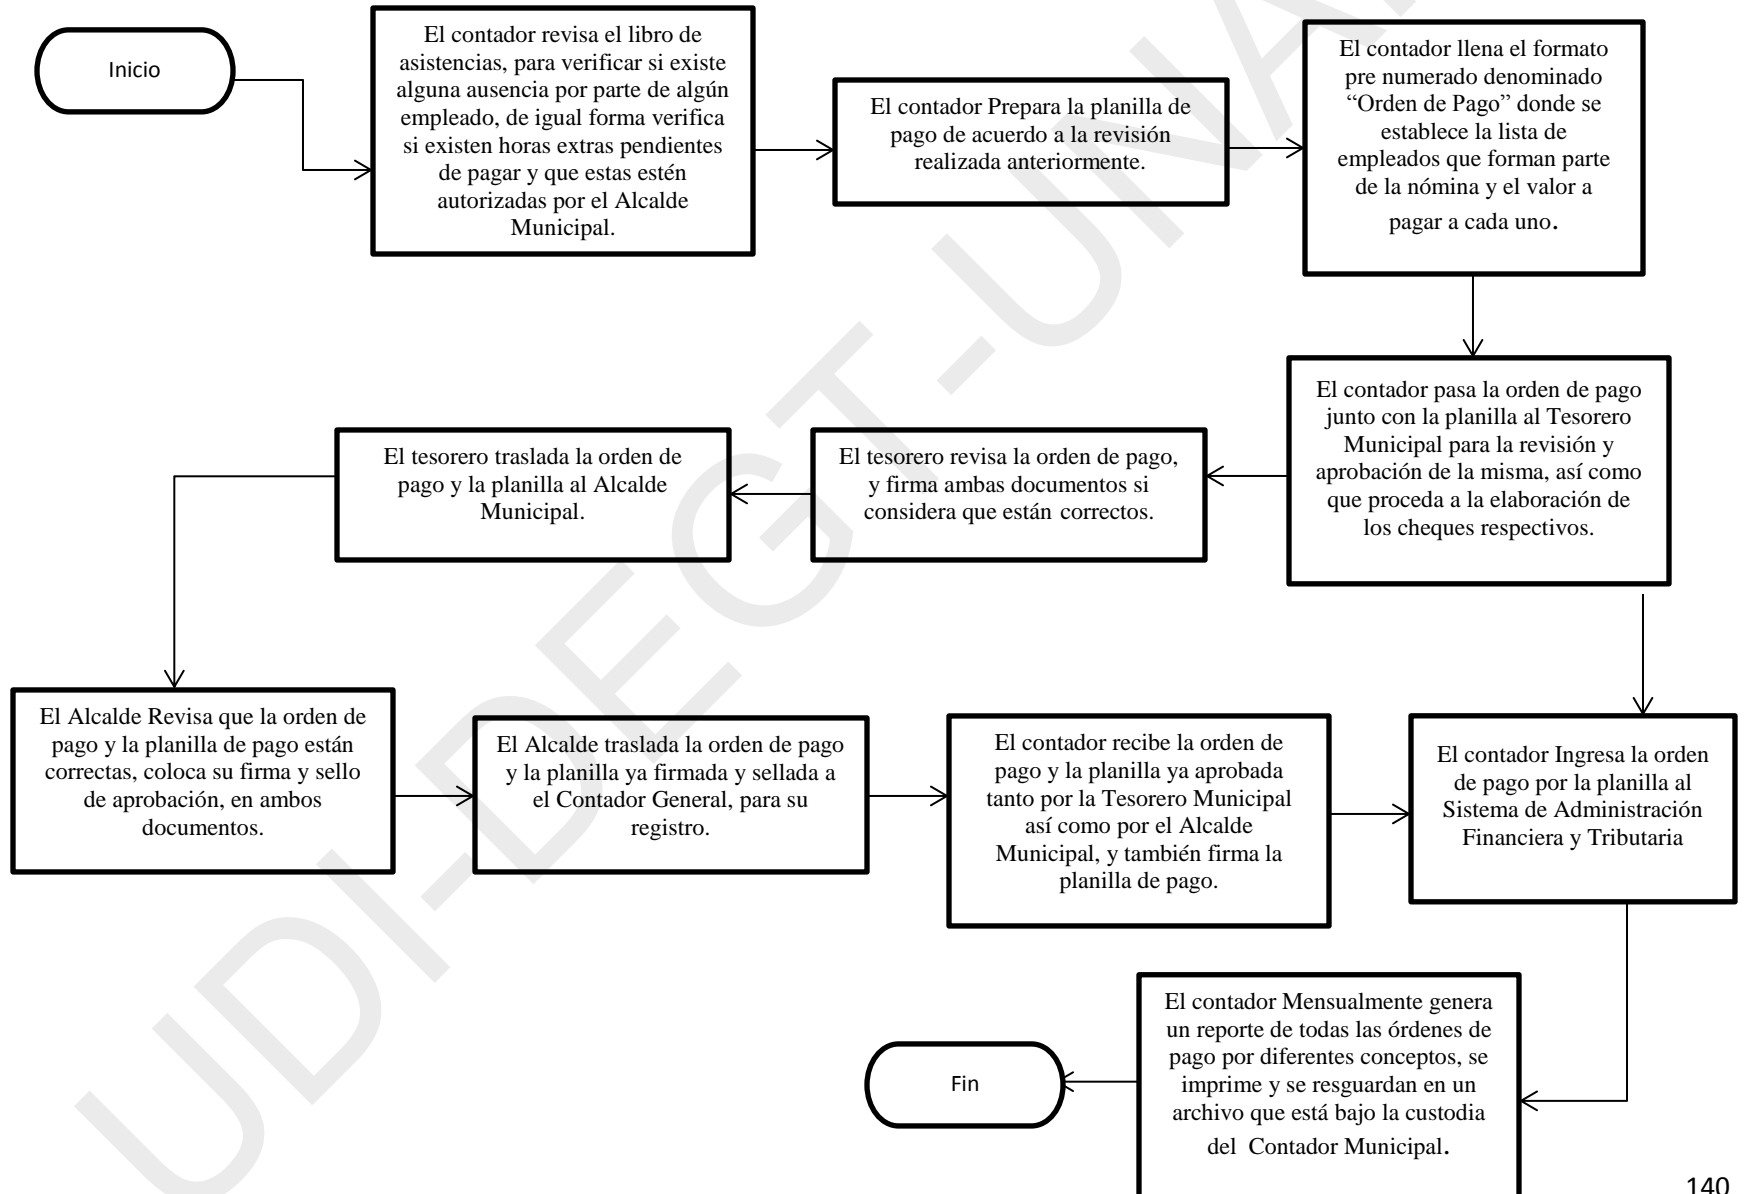 Inicio
El contador revisa el libro de
asistencias, para verificar si existe
alguna ausencia por parte de algún
empleado, de igual forma verifica
si existen horas extras pendientes
de pagar y que estas estén
autorizadas por el Alcalde
Municipal.
El contador Prepara la planilla de
pago de acuerdo a la revisión
realizada anteriormente.
El contador llena el formato
pre numerado denominado
“Orden de Pago” donde se
establece la lista de
empleados que forman parte
de la nómina y el valor a
pagar a cada uno.
El contador pasa la orden de pago
junto con la planilla al Tesorero
Municipal para la revisión y
aprobación de la misma, así como
que proceda a la elaboración de
los cheques respectivos.
El tesorero revisa la orden de pago,
y firma ambas documentos si
considera que están correctos.
El tesorero traslada la orden de
pago y la planilla al Alcalde
Municipal.
El Alcalde Revisa que la orden de
pago y la planilla de pago están
correctas, coloca su firma y sello
de aprobación, en ambos
documentos.
El Alcalde traslada la orden de pago
y la planilla ya firmada y sellada a
el Contador General, para su
registro.
El contador recibe la orden de
pago y la planilla ya aprobada
tanto por la Tesorero Municipal
así como por el Alcalde
Municipal, y también firma la
planilla de pago.
El contador Ingresa la orden
de pago por la planilla al
Sistema de Administración
Financiera y Tributaria
El contador Mensualmente genera
un reporte de todas las órdenes de
pago por diferentes conceptos, se
imprime y se resguardan en un
archivo que está bajo la custodia
del Contador Municipal.
Fin
140
UDI-DEGT-UNA